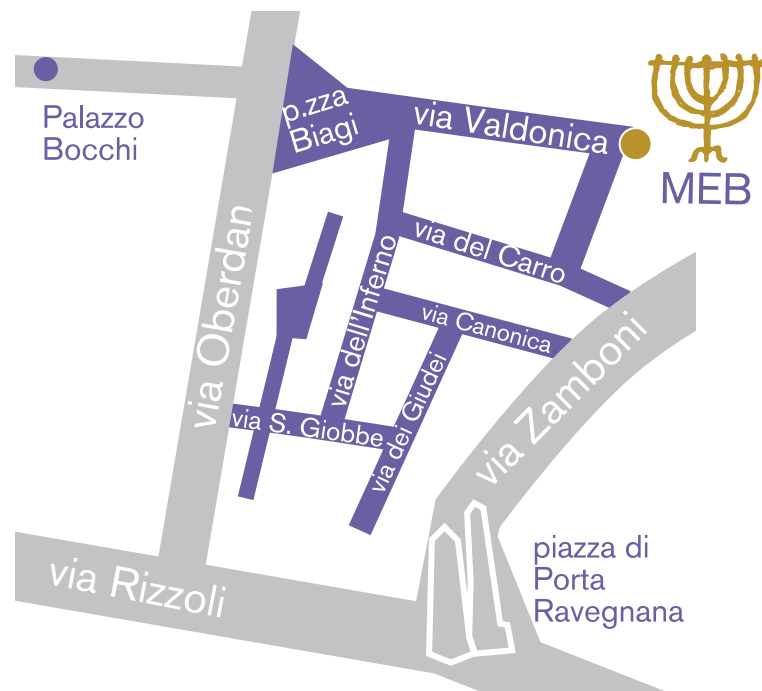 Palazzo
Bocchi
p.zza
Biagi
via Valdonica
MEB
via Oberdan
via del Carro
via dell'Inferno
via Canonica
via Zamboni
via S. Giobbe
via dei Giudei
via Rizzoli
piazza di
Porta
Ravegnana